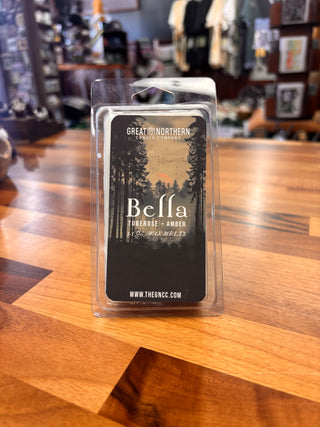 GREAT NORTHERN
CANDLE COMPANY
Bella
TUBEROSE + AMBER
WAX MELTS
WWW.THEGNCC.COM